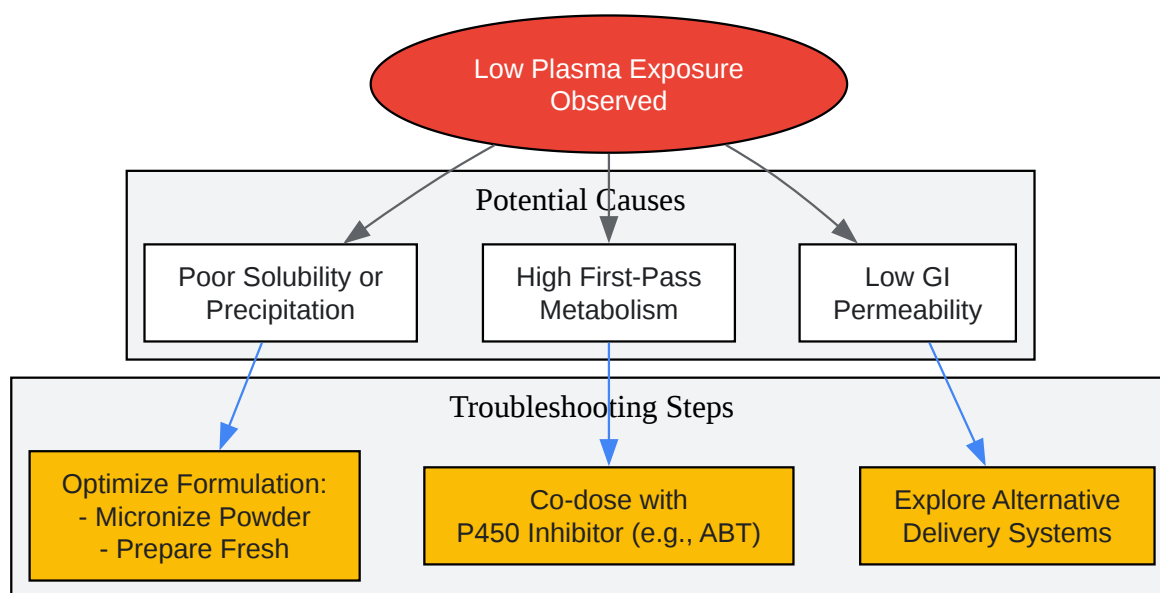 Low Plasma Exposure
Observed
Potential Causes
Poor Solubility or
Precipitation
High First-Pass
Metabolism
Low GI
Permeability
Troubleshooting Steps
Optimize Formulation:
- Micronize Powder
- Prepare Fresh
Co-dose with
P450 Inhibitor (e.g., ABT)
Explore Alternative
Delivery Systems